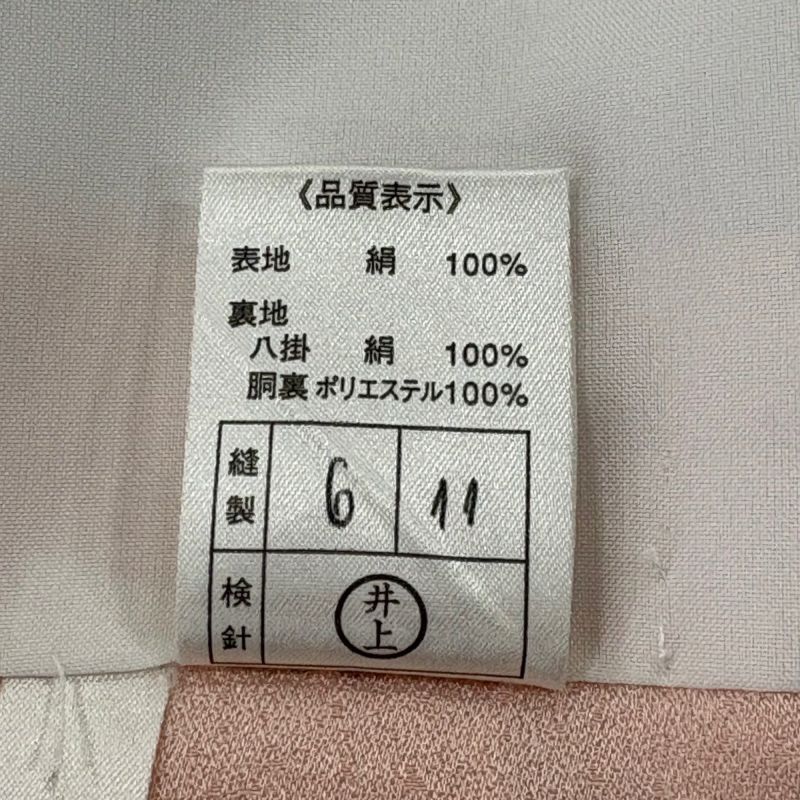 《品質表示》
表地 絹 100%
裏地
八掛 絹 100%
胴裏 ポリエステル100%
縫製 6 11
検針 井上